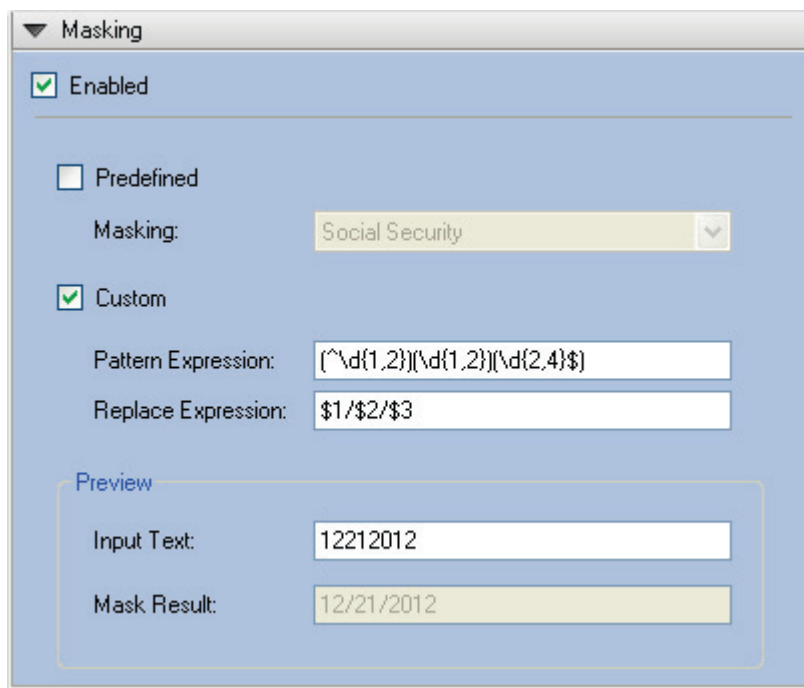 Masking
Enabled
Predefined
Masking: Social Security
Custom
Pattern Expression: (^\d{1,2})(\d{1,2})(\d{2,4}$)
Replace Expression: $1/$2/$3
Preview
Input Text: 12212012
Mask Result: 12/21/2012